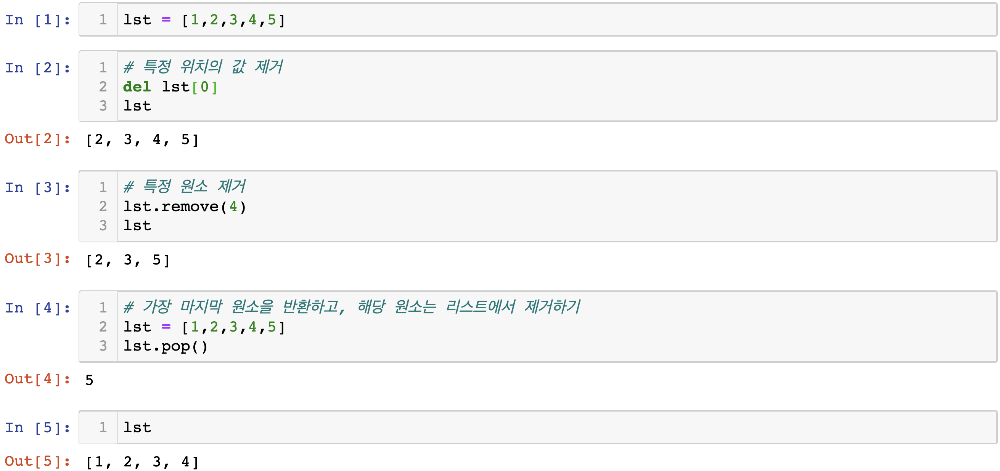 In [1]: 1 lst = [1,2,3,4,5]
In [2]: 1 # 특정 위치의 값 제거
2 del lst[0]
3 lst
Out[2]: [2, 3, 4, 5]
In [3]: 1 # 특정 원소 제거
2 lst.remove(4)
3 lst
Out[3]: [2, 3, 5]
In [4]: 1 # 가장 마지막 원소을 반환하고, 해당 원소는 리스트에서 제거하기
2 lst = [1,2,3,4,5]
3 lst.pop()
Out[4]: 5
In [5]: 1 lst
Out[5]: [1, 2, 3, 4]